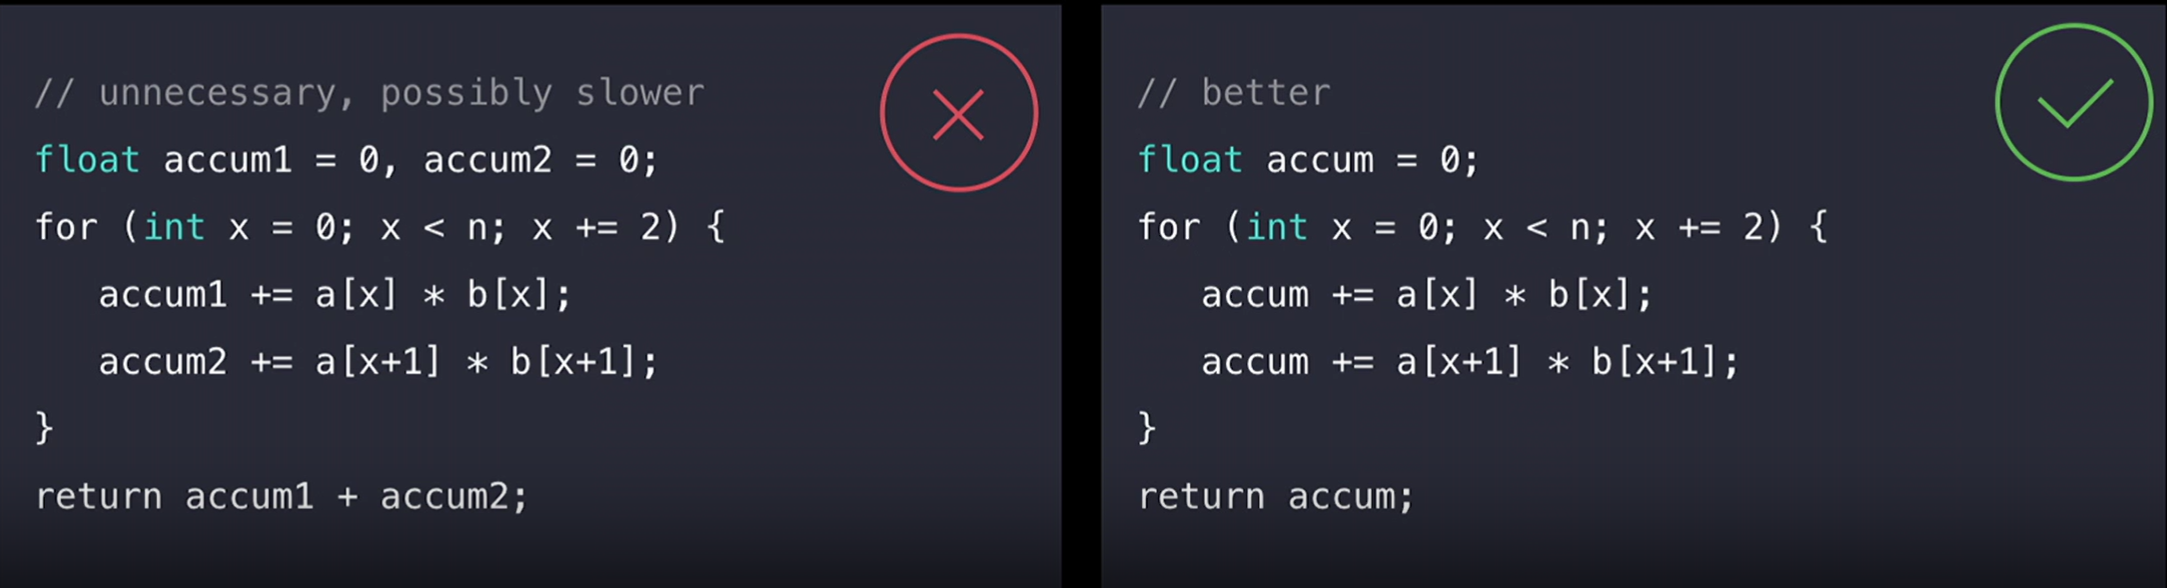 // unnecessary, possibly slower
float accum1 = 0, accum2 = 0;
for (int x = 0; x < n; x += 2) {
   accum1 += a[x] * b[x];
   accum2 += a[x+1] * b[x+1];
}
return accum1 + accum2;
// better
float accum = 0;
for (int x = 0; x < n; x += 2) {
   accum += a[x] * b[x];
   accum += a[x+1] * b[x+1];
}
return accum;